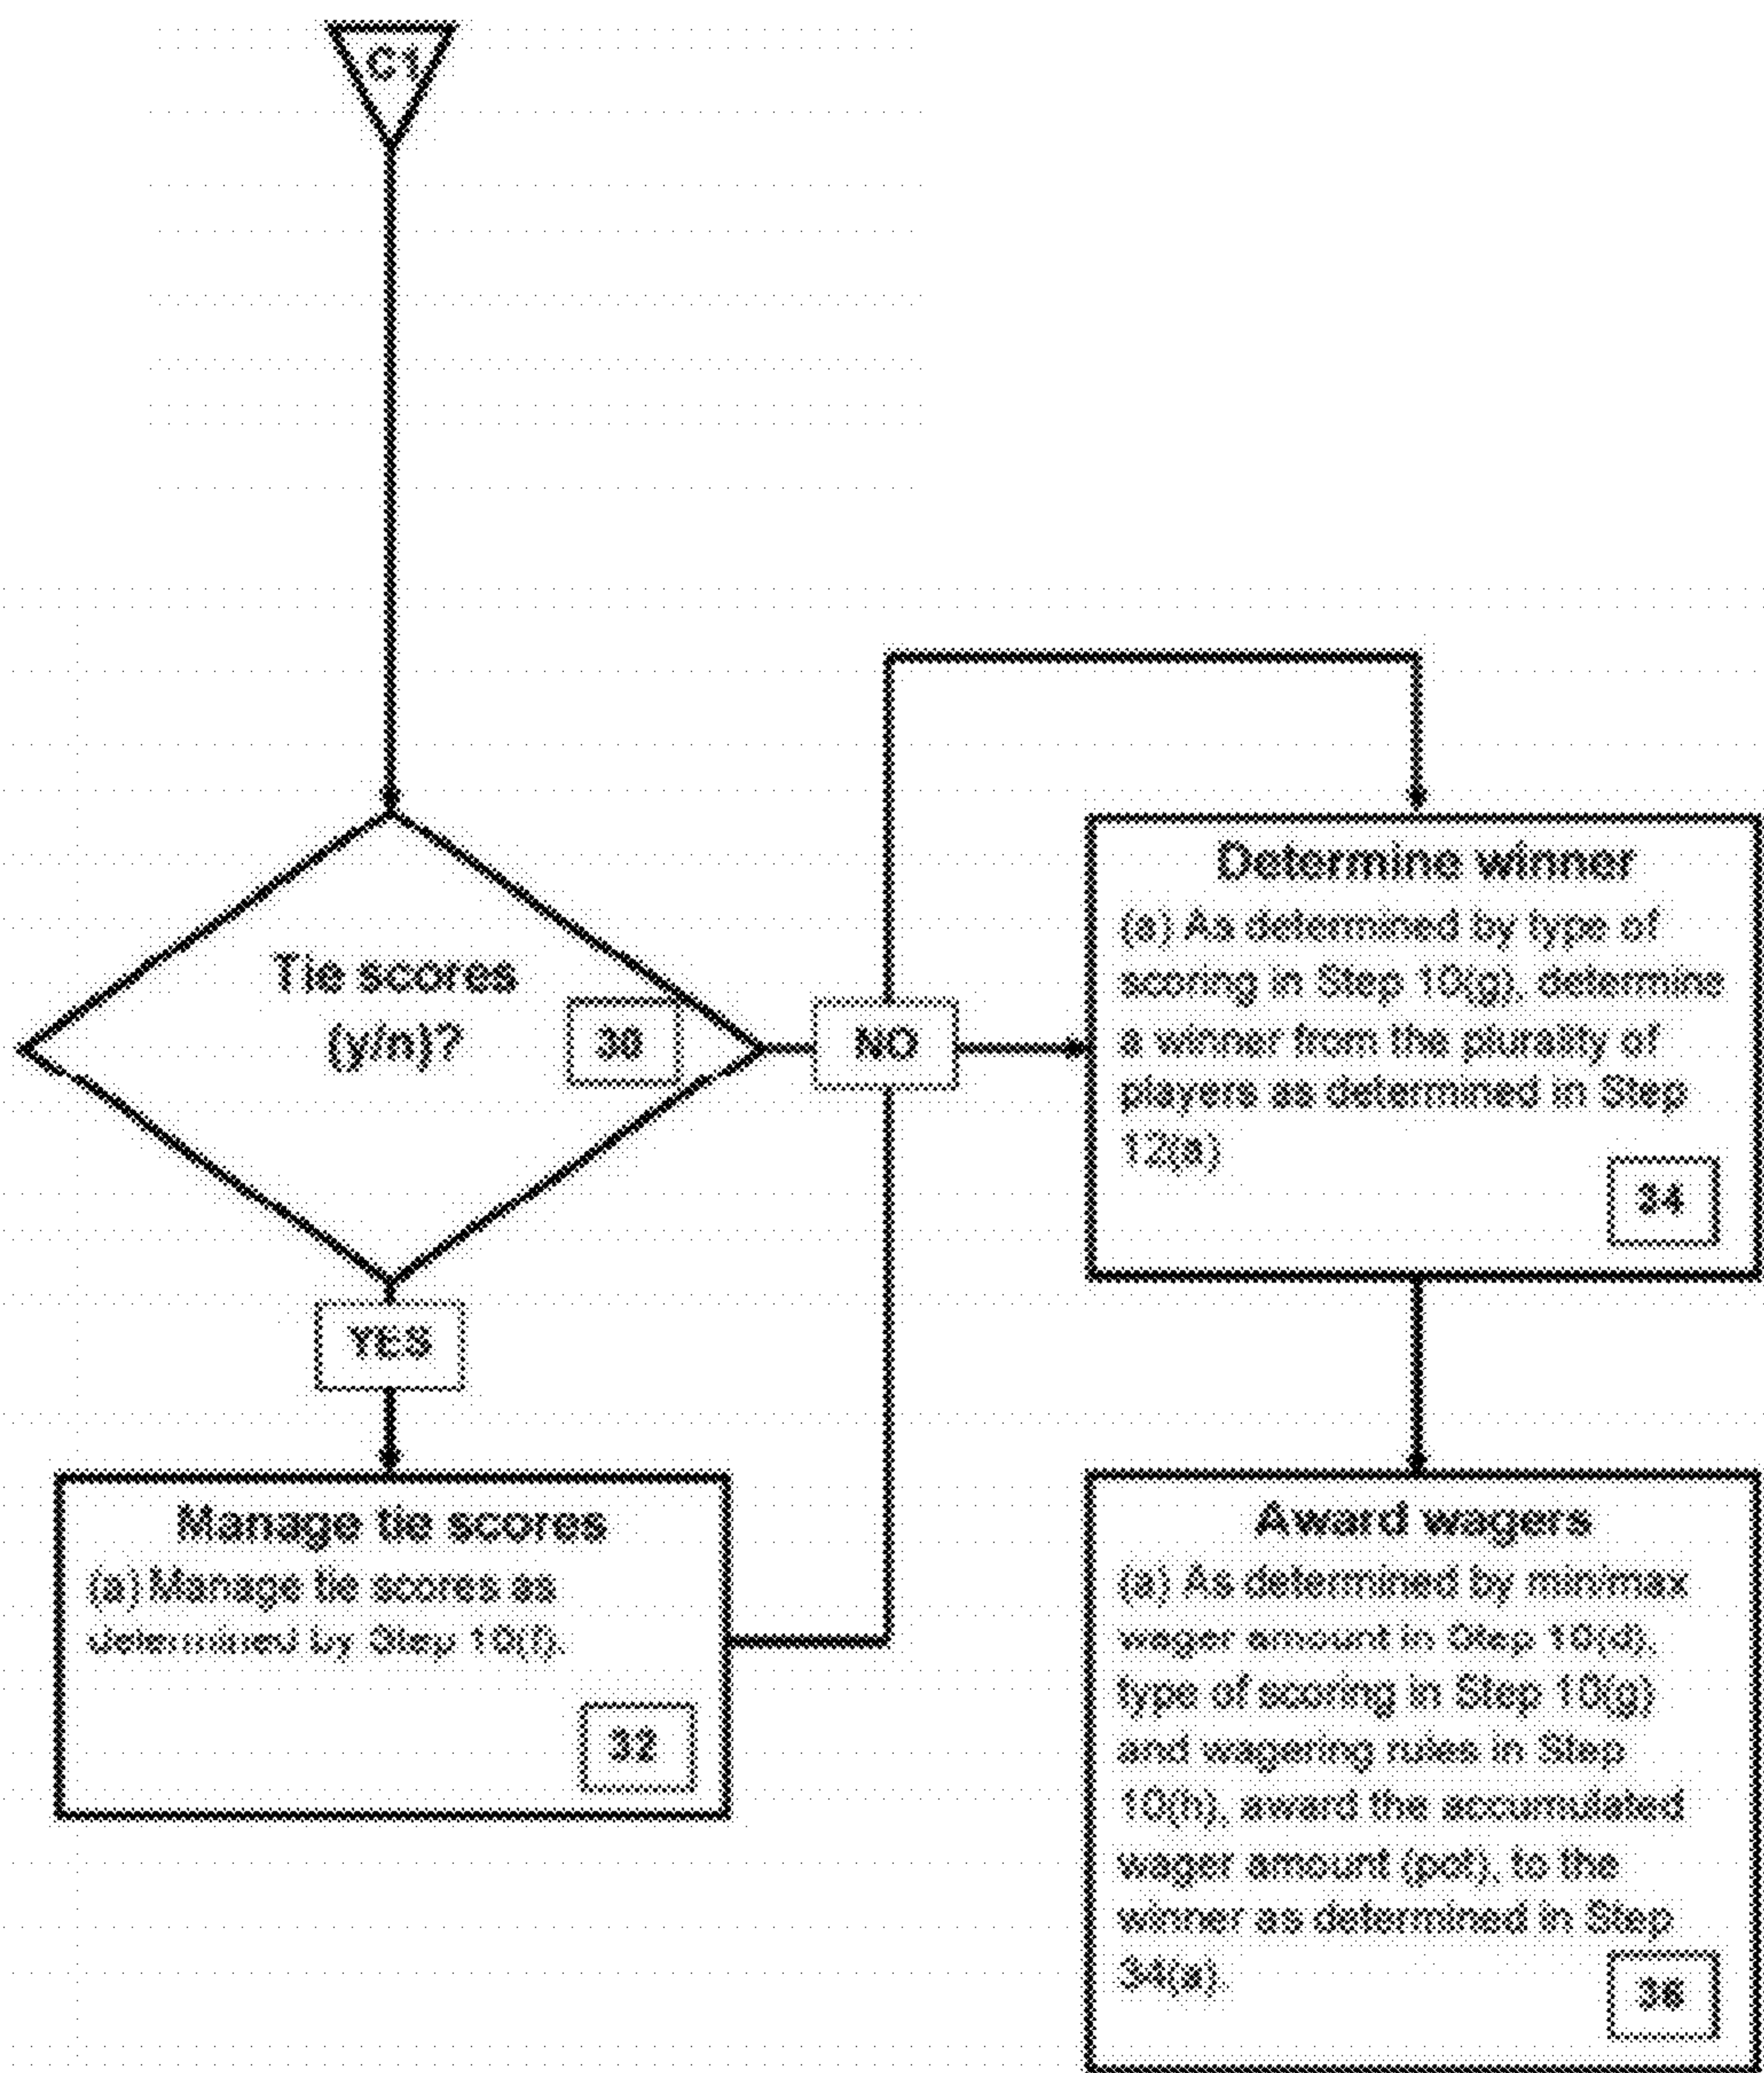 C1
Tie scores
(y/n)?
30
NO
YES
Determine winner
(a) As determined by type of
scoring in Step 10(g), determine
a winner from the plurality of
players as determined in Step
12(a)
34
Manage tie scores
(a) Manage tie scores as
determined by Step 10(f).
32
Award wagers
(a) As determined by minimax
wager amount in Step 10(d),
type of scoring in Step 10(g)
and wagering rules in Step
10(h), award the accumulated
wager amount (pot), to the
winner as determined in Step
34(a).
36